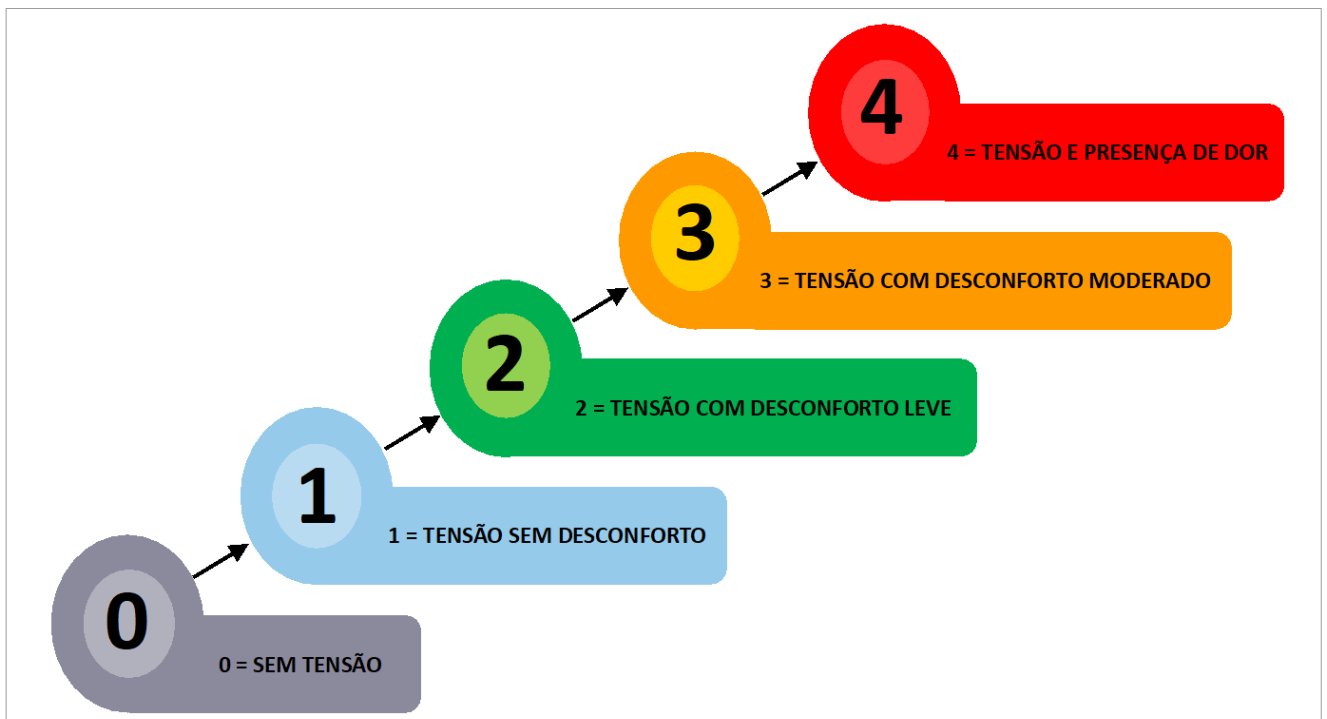 4
4 = TENSÃO E PRESENÇA DE DOR
3
3 = TENSÃO COM DESCONFORTO MODERADO
2
2 = TENSÃO COM DESCONFORTO LEVE
1
1 = TENSÃO SEM DESCONFORTO
0
0 = SEM TENSÃO